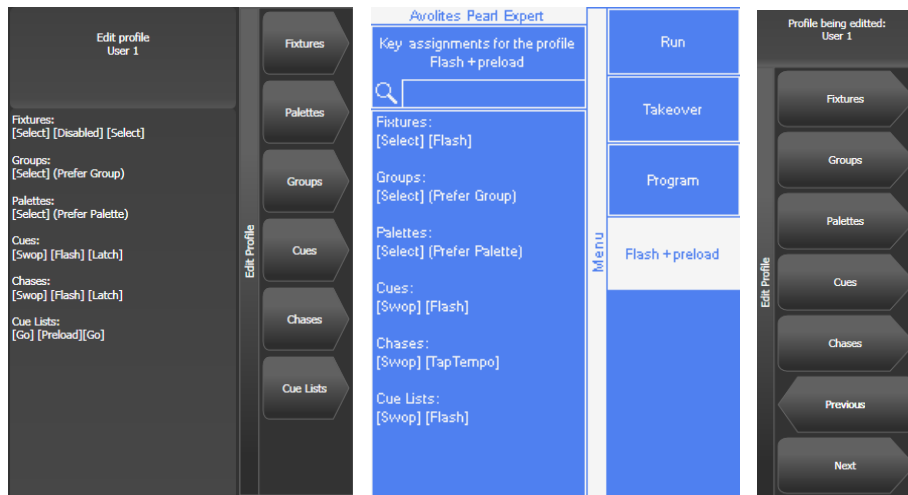 Edit profile
User 1
Fixtures:
[Select] [Disabled] [Select]
Groups:
[Select] (Prefer Group)
Palettes:
[Select] (Prefer Palette)
Cues:
[Swop] [Flash] [Latch]
Chases:
[Swop] [Flash] [Latch]
Cue Lists:
[Go] [Preload][Go]
Edit Profile
Fixtures
Palettes
Groups
Cues
Chases
Cue Lists
Avolites Pearl Expert
Key assignments for the profile
Flash +preload
Fixtures:
[Select] [Flash]
Groups:
[Select] (Prefer Group)
Palettes:
[Select] (Prefer Palette)
Cues:
[Swop] [Flash]
Chases:
[Swop] [TapTempo]
Cue Lists:
[Swop] [Flash]
Menu
Run
Takeover
Program
Flash +preload
Profile being editted:
User 1
Edit Profile
Fixtures
Groups
Palettes
Cues
Chases
Previous
Next